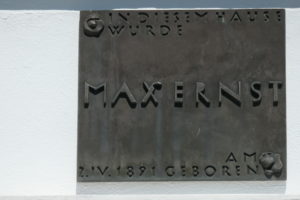 IN DIESEM HAUSE
WURDE
MAX ERNST
AM
2.IV.1891 GEBOREN